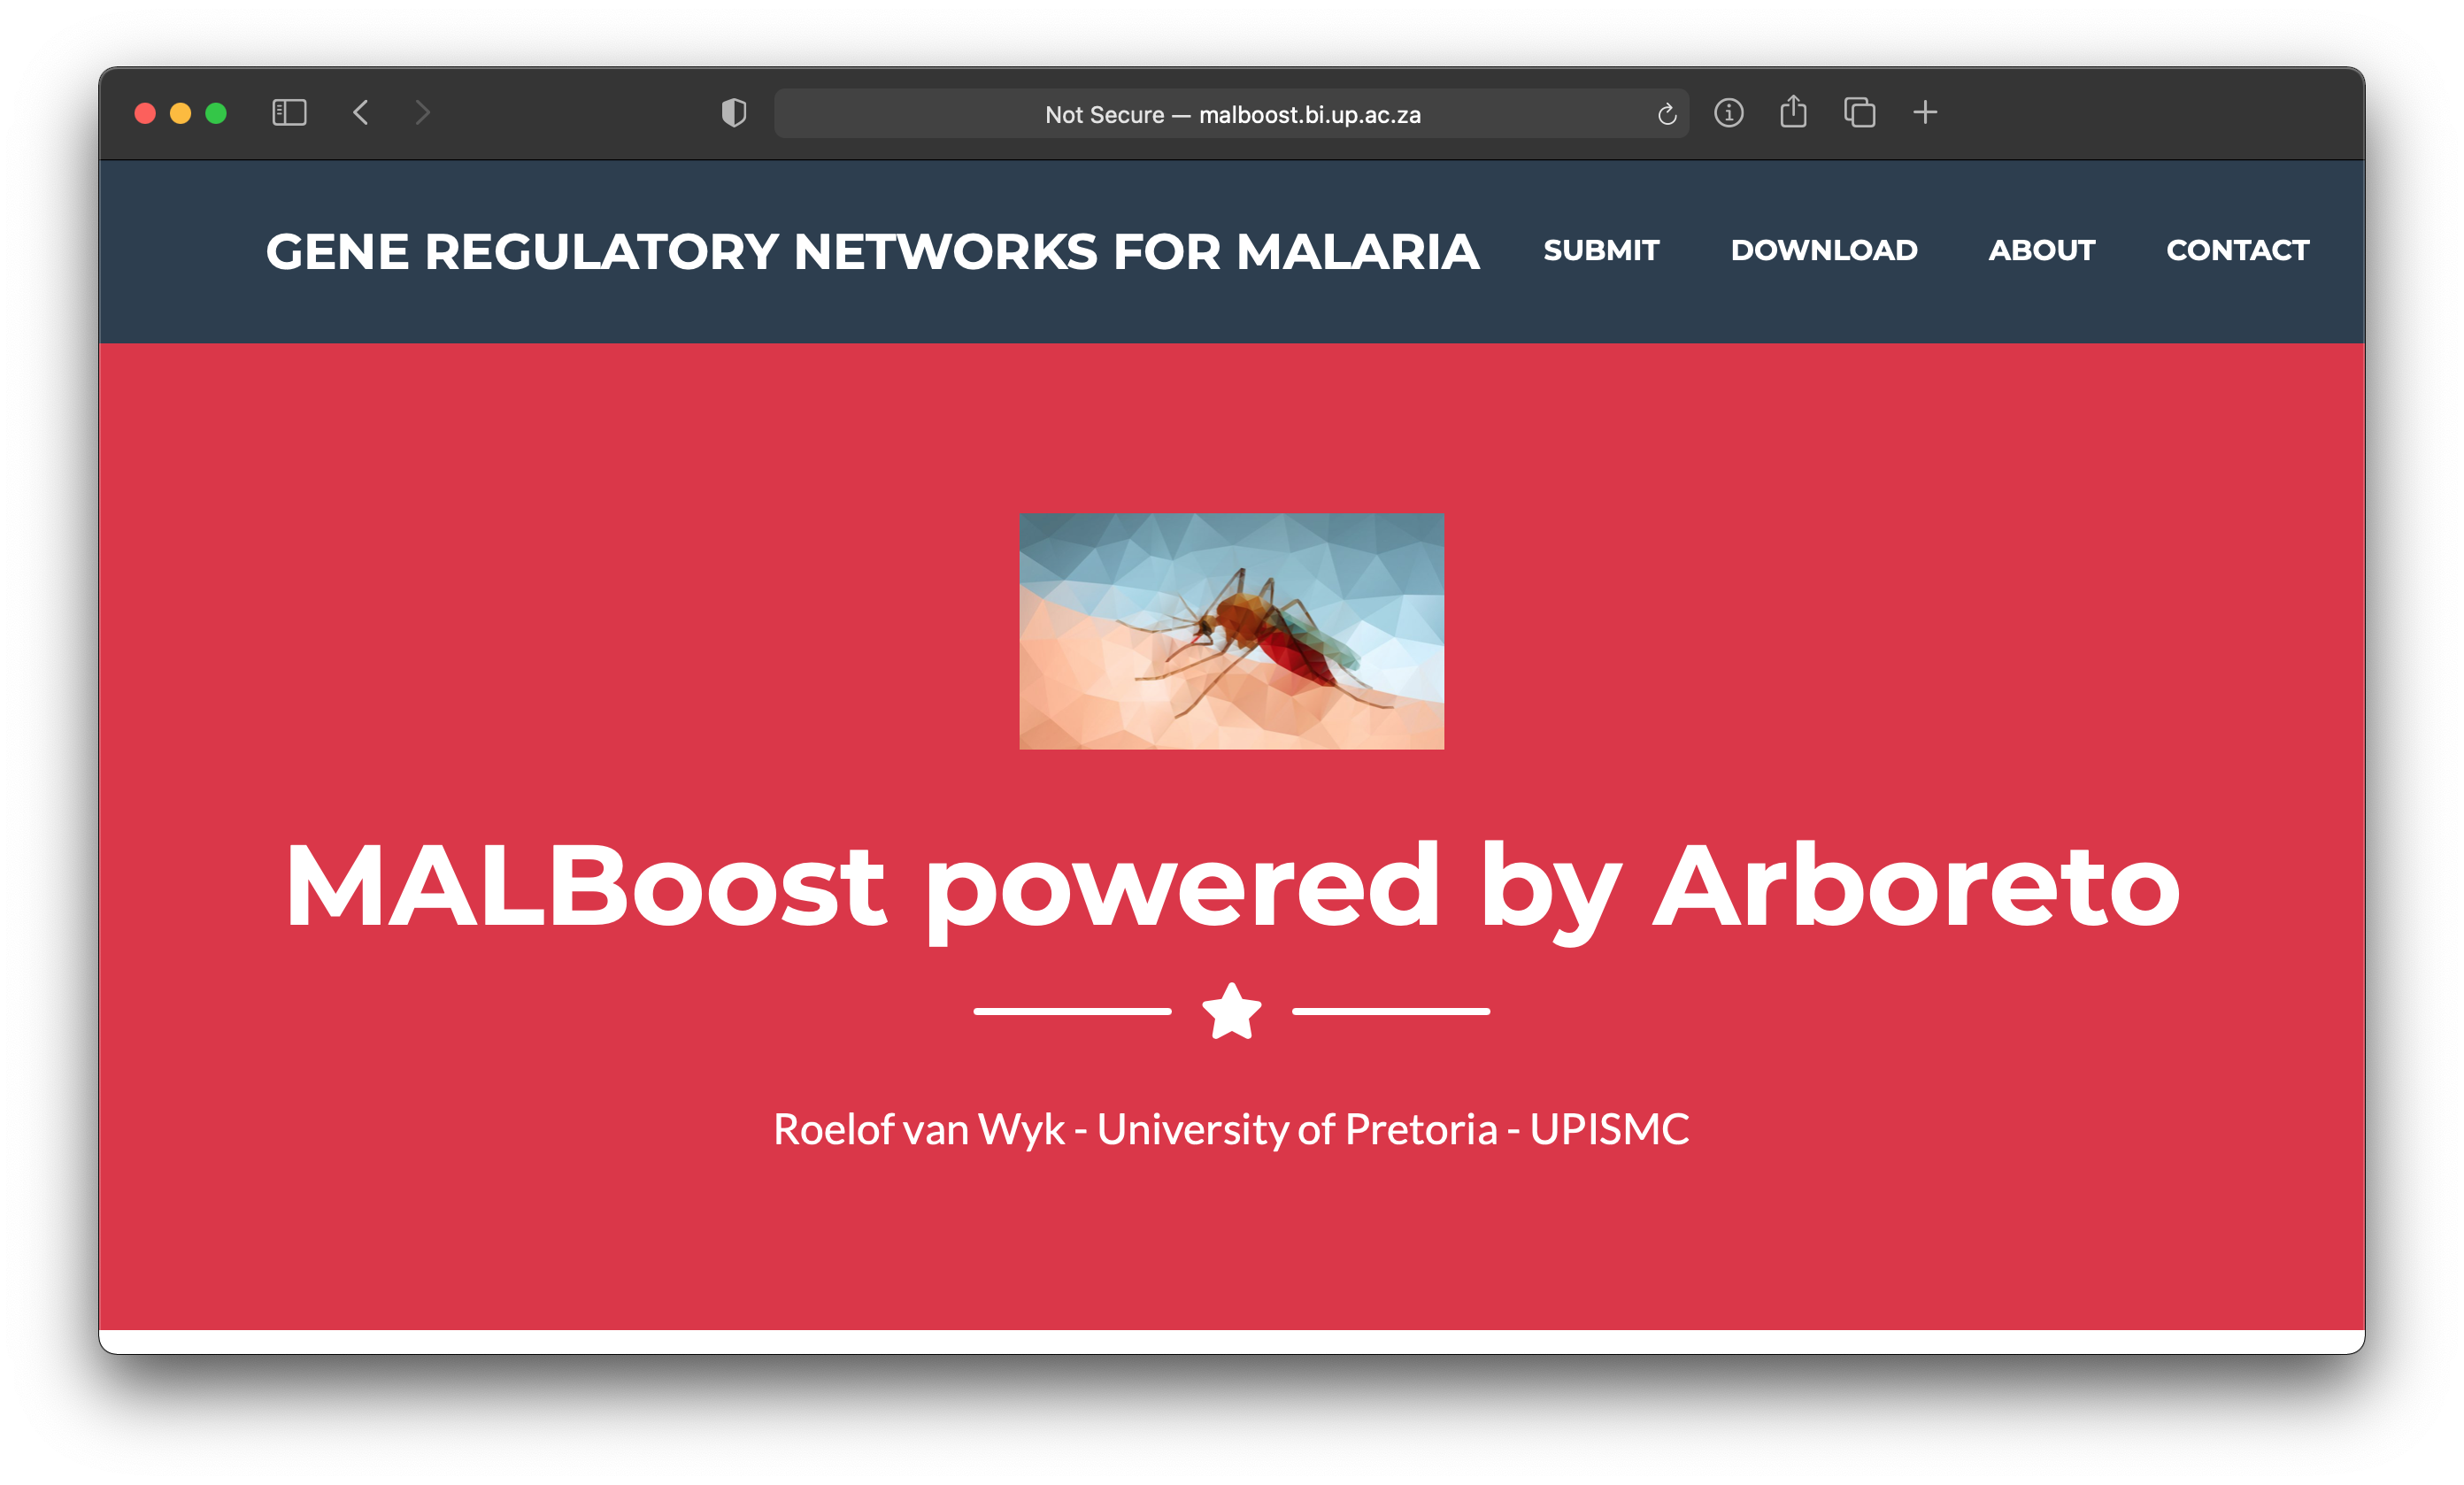 Not Secure — malboost.bi.up.ac.za
GENE REGULATORY NETWORKS FOR MALARIA SUBMIT DOWNLOAD ABOUT CONTACT
MALBoost powered by Arboreto
Roelof van Wyk - University of Pretoria - UPISMC